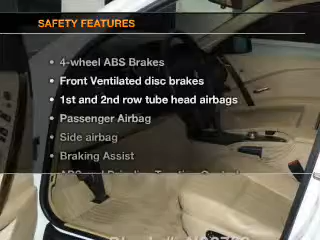 SAFETY FEATURES
• 4-wheel ABS Brakes
• Front Ventilated disc brakes
• 1st and 2nd row tube head airbags
• Passenger Airbag
• Side airbag
• Braking Assist